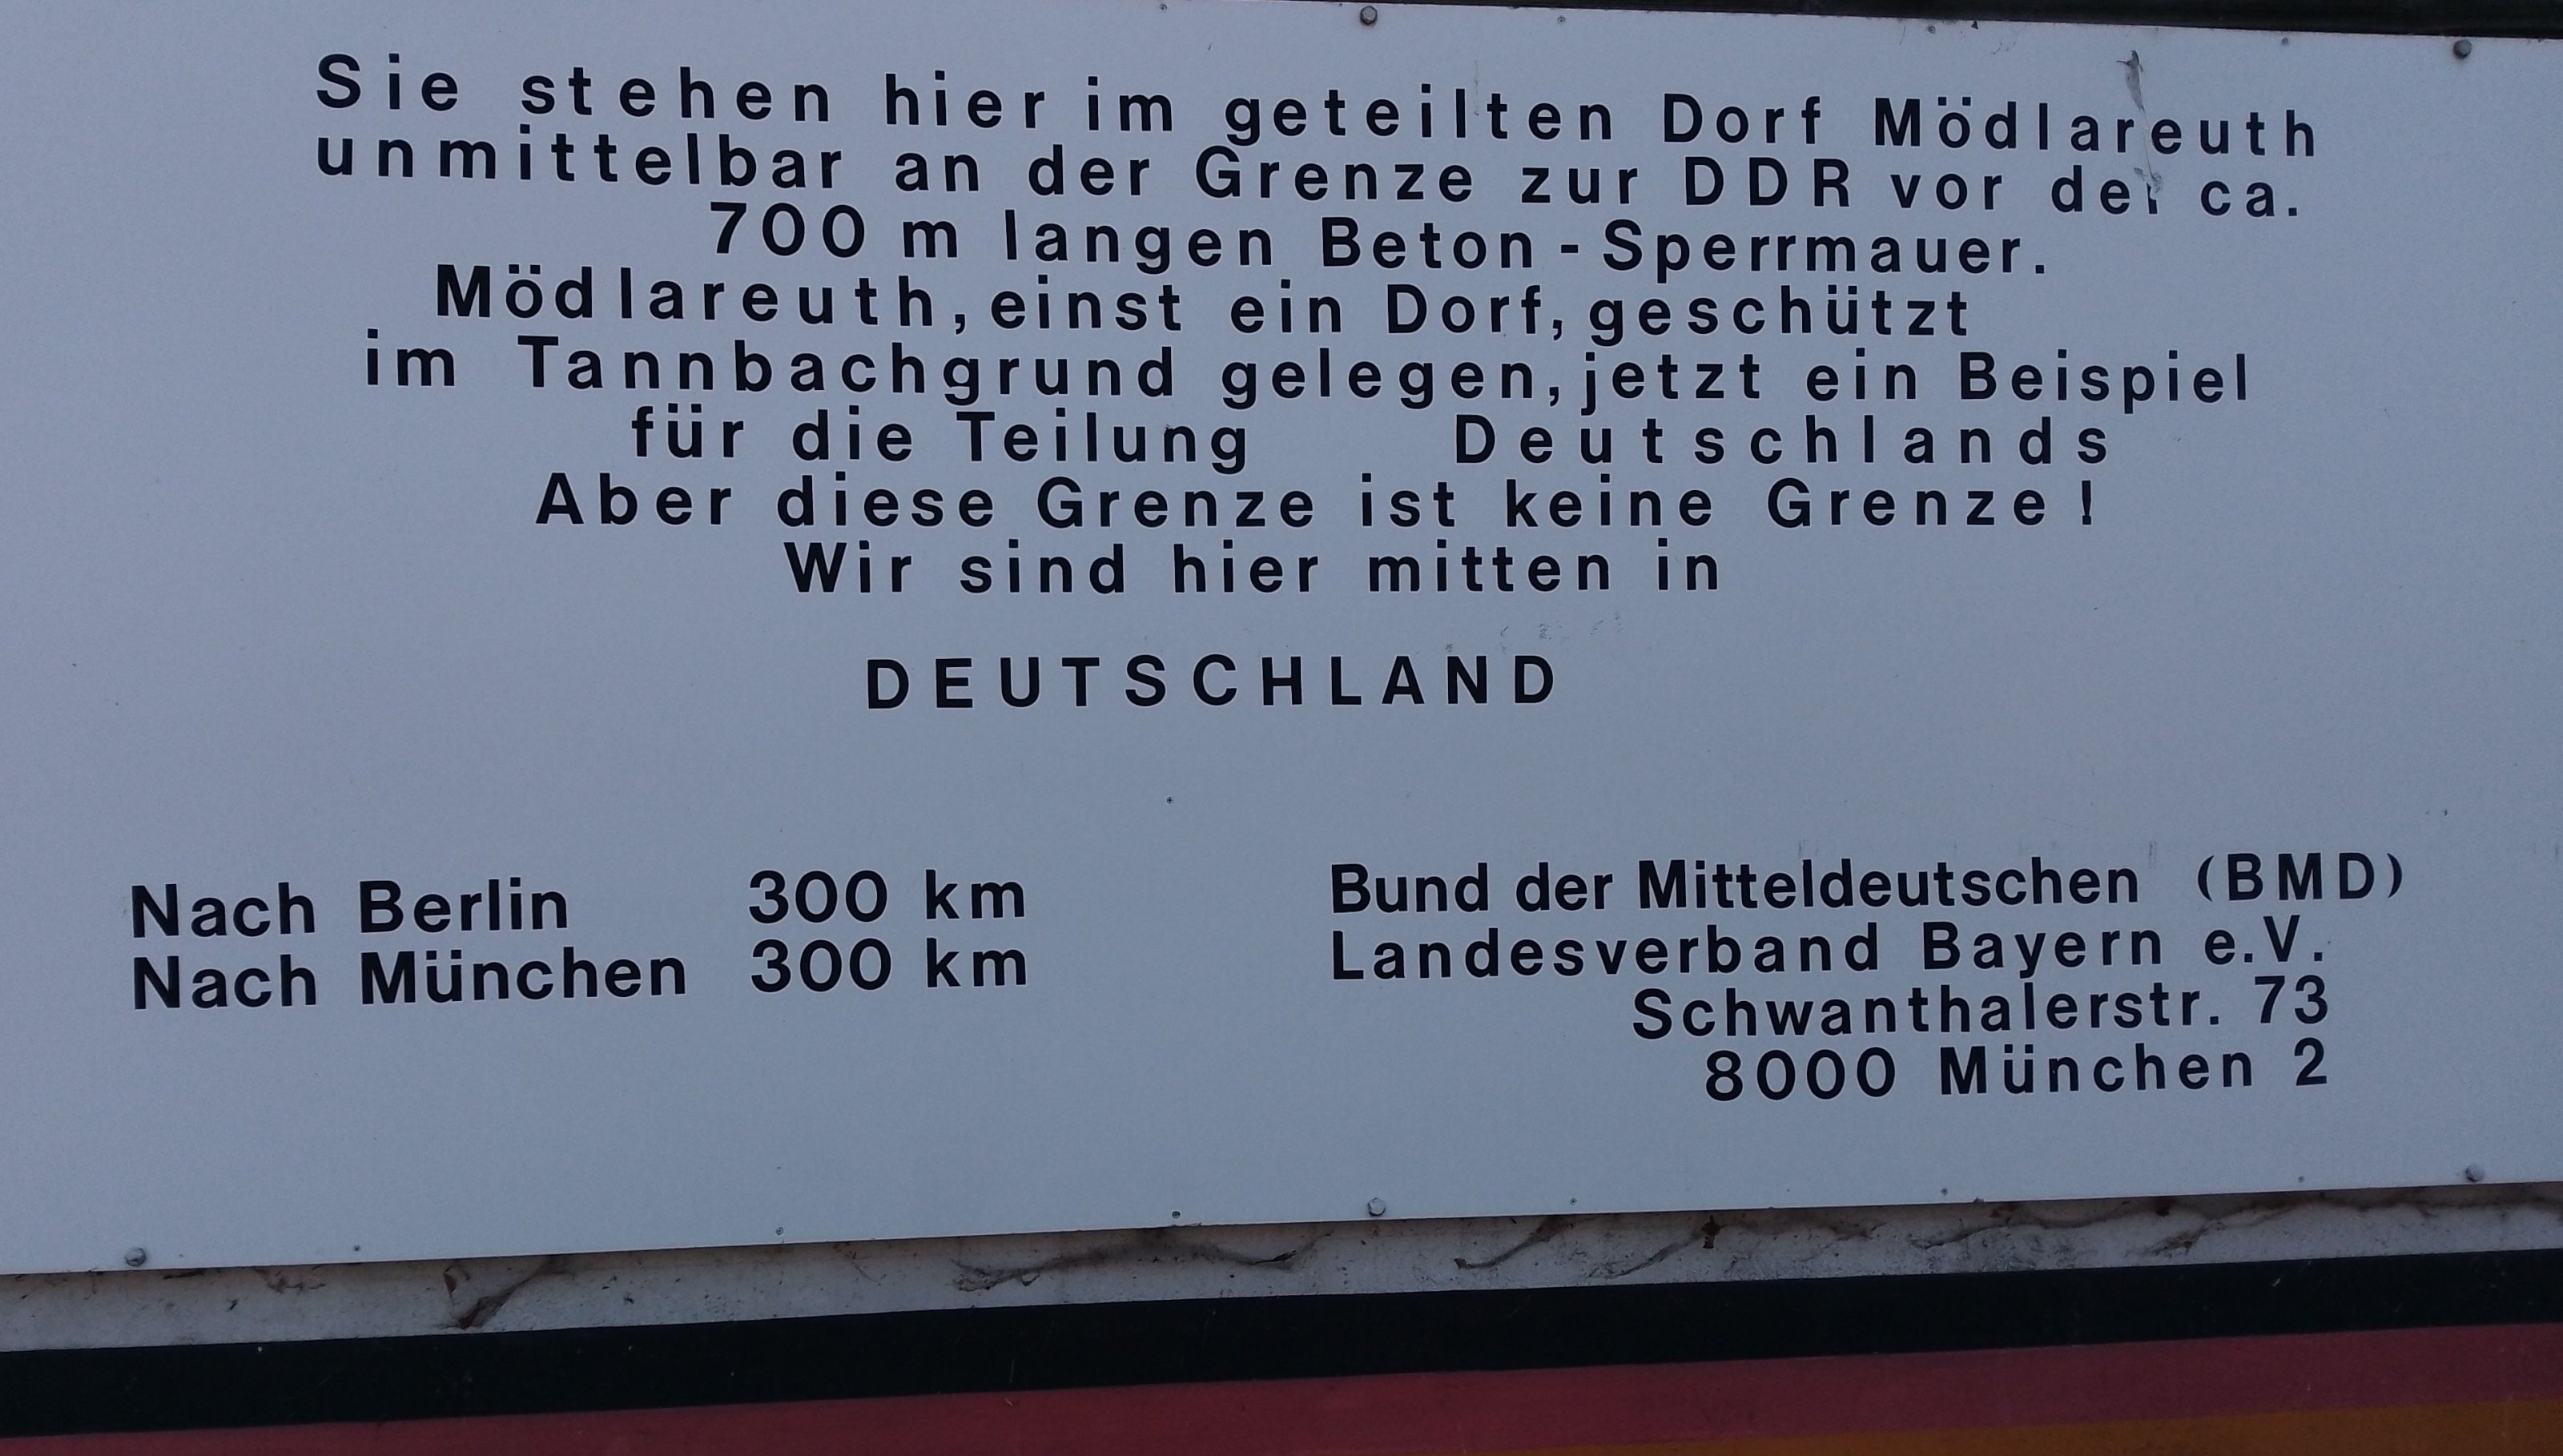 Sie stehen hier im geteilten Dorf Mödlareuth
unmittelbar an der Grenze zur DDR vor der ca.
700 m langen Beton-Sperrmauer.
Mödlareuth, einst ein Dorf, geschützt
im Tannbachgrund gelegen, jetzt ein Beispiel
für die Teilung Deutschlands
Aber diese Grenze ist keine Grenze!
Wir sind hier mitten in
DEUTSCHLAND
Nach Berlin 300 km
Nach München 300 km
Bund der Mitteldeutschen (BMD)
Landesverband Bayern e.V.
Schwanthalerstr. 73
8000 München 2